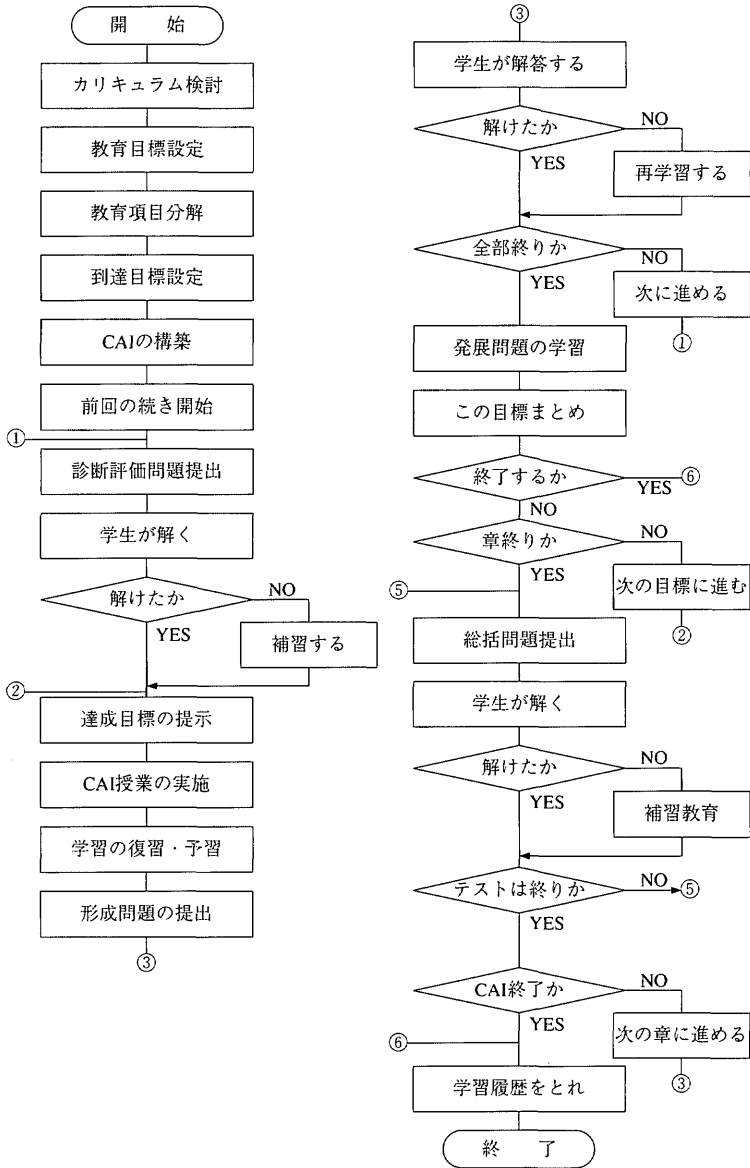 開 始
カリキュラム検討
教育目標設定
教育項目分解
到達目標設定
CAIの構築
前回の続き開始
①
診断評価問題提出
学生が解く
解けたか
NO
YES
補習する
②
達成目標の提示
CAI授業の実施
学習の復習・予習
形成問題の提出
③
③
学生が解答する
解けたか
NO
YES
再学習する
全部終りか
NO
YES
次に進める
①
発展問題の学習
この目標まとめ
終了するか
YES
⑥
NO
章終りか
NO
YES
次の目標に進む
②
⑤
総括問題提出
学生が解く
解けたか
NO
YES
補習教育
テストは終りか
NO
⑤
YES
CAI終了か
NO
YES
次の章に進める
③
⑥
学習履歴をとれ
終 了